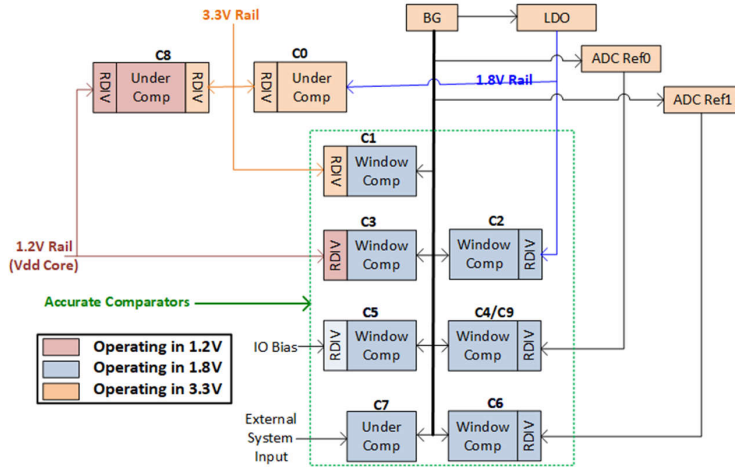 BG
LDO
3.3V Rail
C8
C0
ADC Ref0
RDIV
Under
Comp
RDIV
RDIV
Under
Comp
1.8V Rail
ADC Ref1
C1
RDIV
Window
Comp
C3
C2
1.2V Rail
(Vdd Core)
RDIV
Window
Comp
Window
Comp
RDIV
Accurate Comparators
C5
C4/C9
Operating in 1.2V
Operating in 1.8V
Operating in 3.3V
IO Bias
RDIV
Window
Comp
Window
Comp
RDIV
C7
C6
External
System
Input
Under
Comp
Window
Comp
RDIV